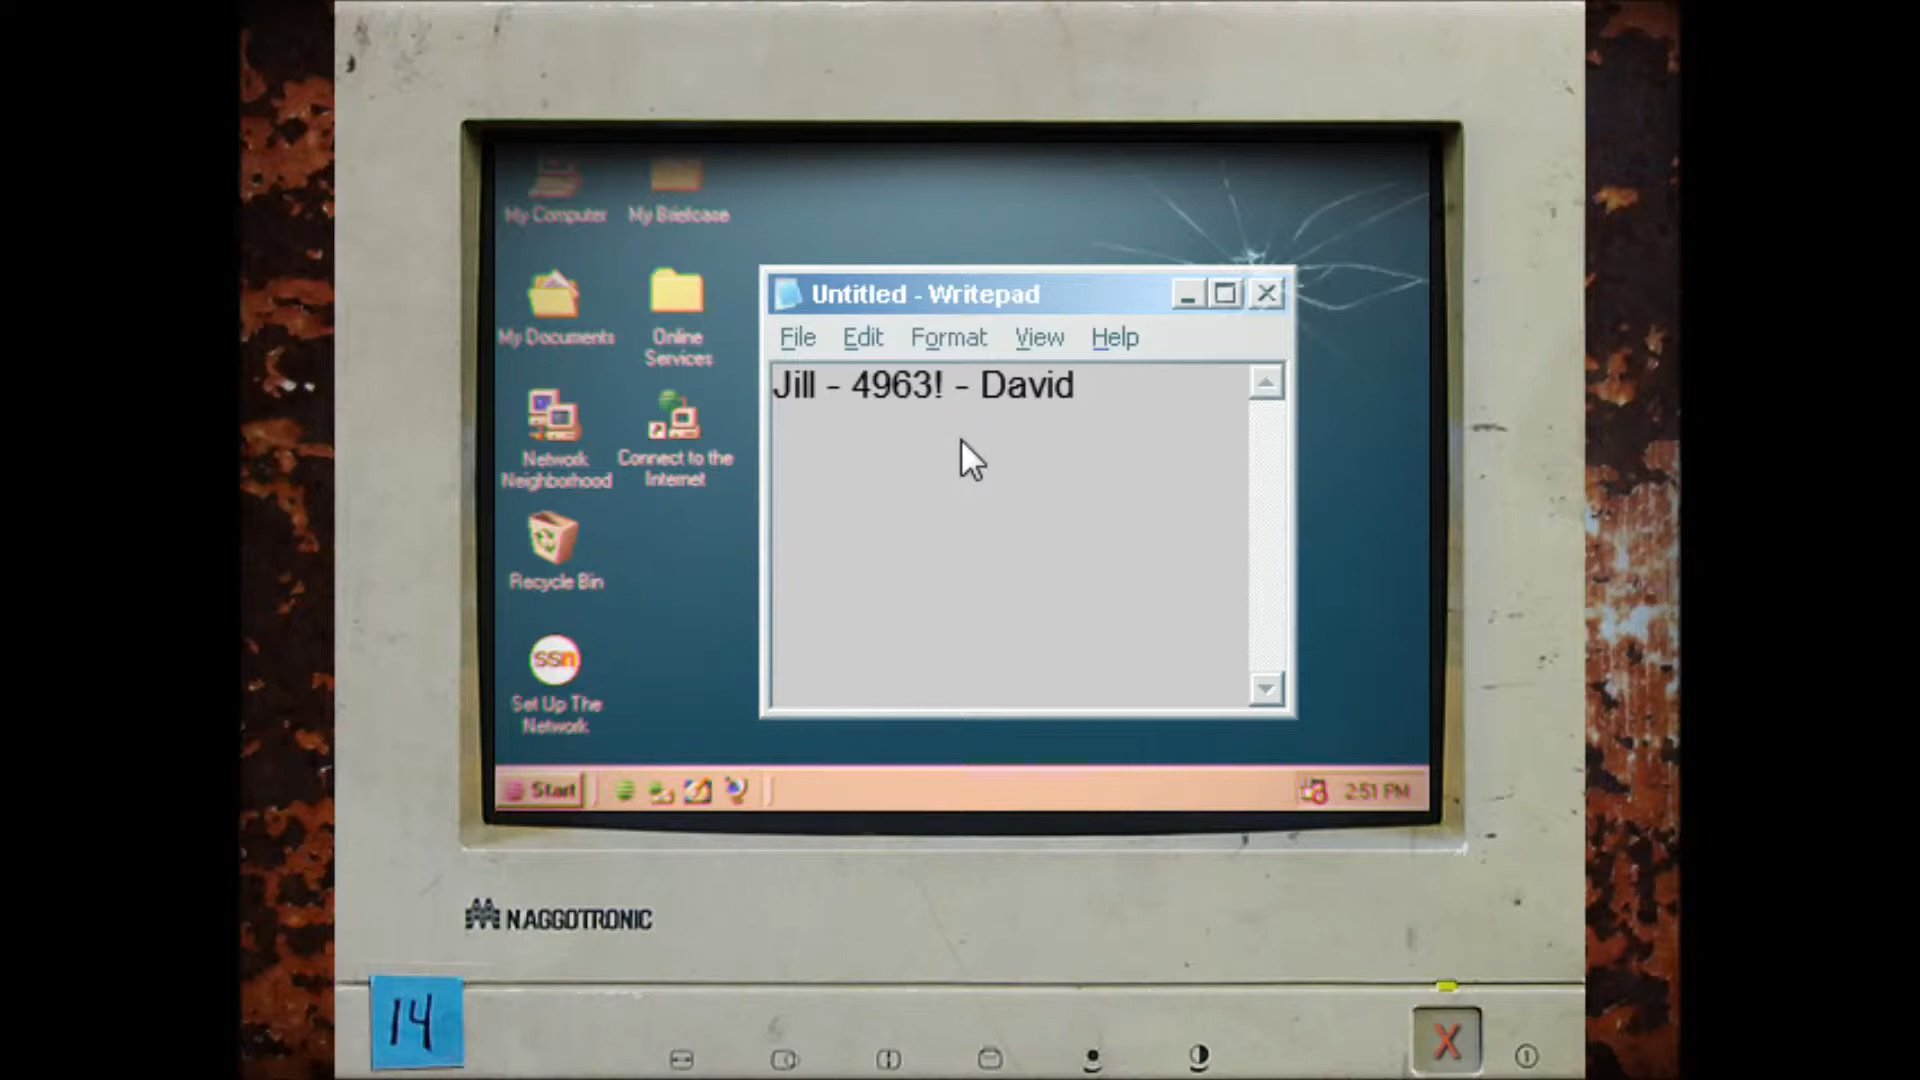 My Computer
My Briefcase
My Documents
Online
Services
Network
Neighborhood
Connect to the
Internet
Recycle Bin
ssn
Set Up The
Network
Untitled - Writepad
File Edit Format View Help
Jill - 4963! - David
Start
2:51 PM
NAGGOTRONIC
14
X